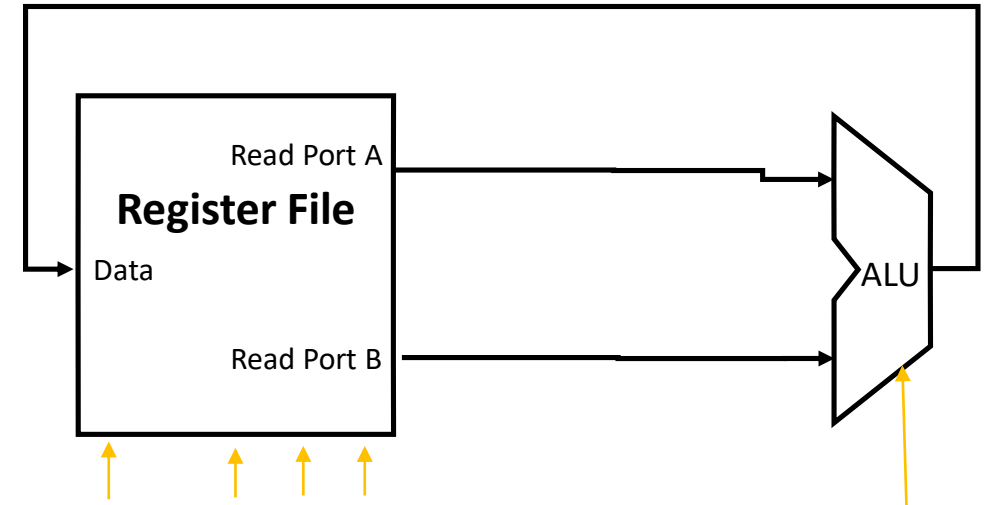 Read Port A
Register File
Data
ALU
Read Port B